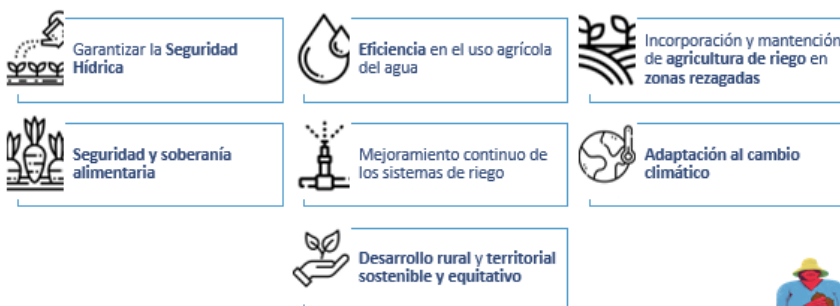 Garantizar la Seguridad
Hídrica
Eficiencia en el uso agrícola
del agua
Incorporación y mantención
de agricultura de riego en
zonas rezagadas
Seguridad y soberanía
alimentaria
Mejoramiento continuo de
los sistemas de riego
Adaptación al cambio
climático
Desarrollo rural y territorial
sostenible y equitativo